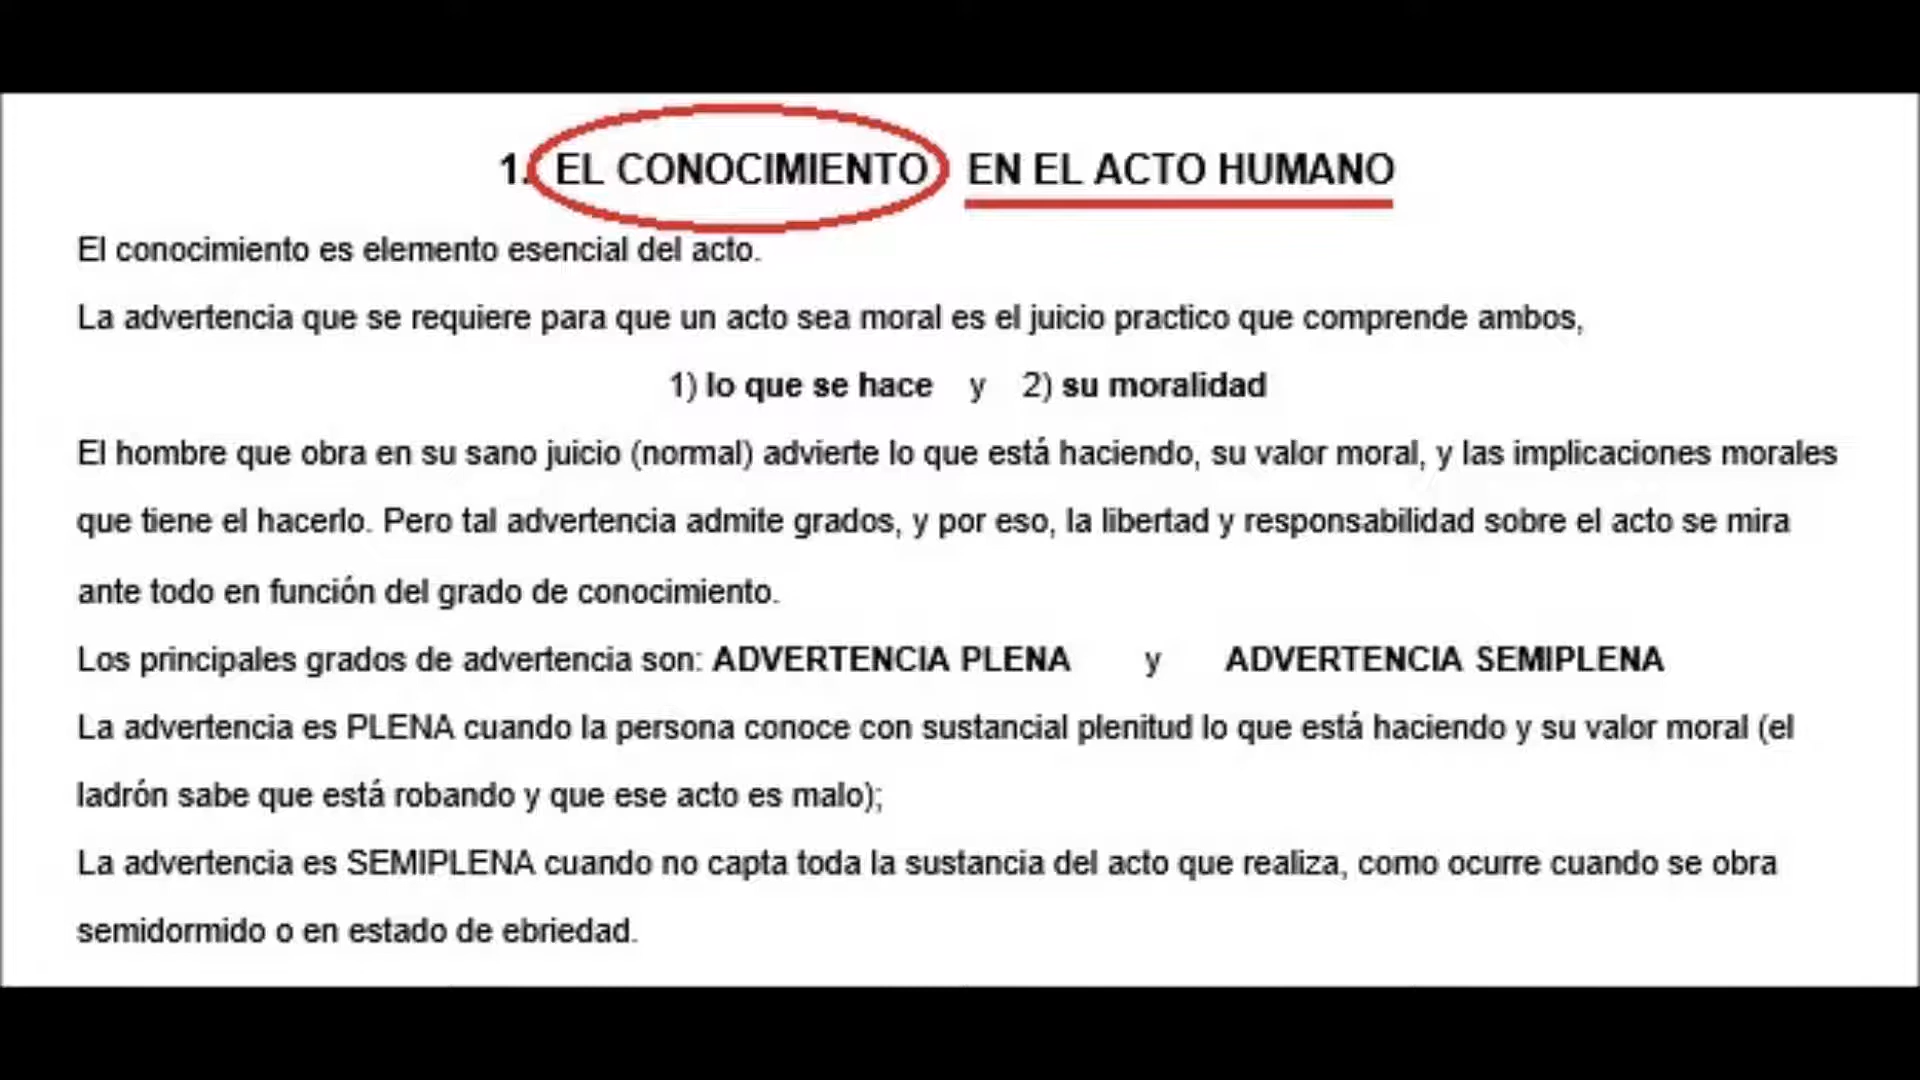 1. EL CONOCIMIENTO EN EL ACTO HUMANO
El conocimiento es elemento esencial del acto.
La advertencia que se requiere para que un acto sea moral es el juicio practico que comprende ambos,
1) lo que se hace y 2) su moralidad
El hombre que obra en su sano juicio (normal) advierte lo que está haciendo, su valor moral, y las implicaciones morales
que tiene el hacerlo. Pero tal advertencia admite grados, y por eso, la libertad y responsabilidad sobre el acto se mira
ante todo en función del grado de conocimiento.
Los principales grados de advertencia son: ADVERTENCIA PLENA y ADVERTENCIA SEMIPLENA
La advertencia es PLENA cuando la persona conoce con sustancial plenitud lo que está haciendo y su valor moral (el
ladrón sabe que está robando y que ese acto es malo);
La advertencia es SEMIPLENA cuando no capta toda la sustancia del acto que realiza, como ocurre cuando se obra
semidormido o en estado de ebriedad.